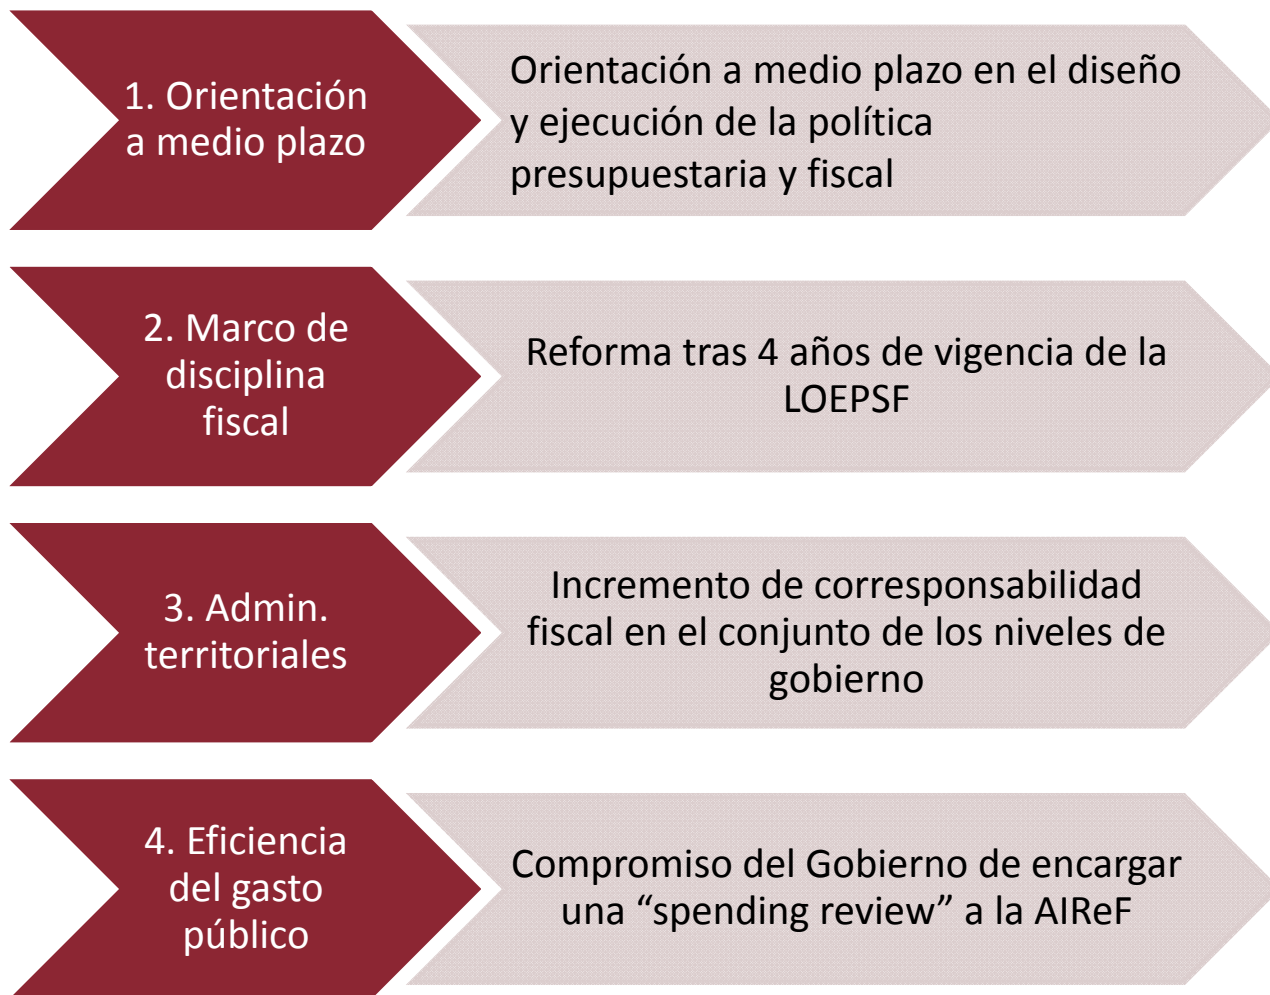 1. Orientación
a medio plazo
Orientación a medio plazo en el diseño
y ejecución de la política
presupuestaria y fiscal
2. Marco de
disciplina
fiscal
Reforma tras 4 años de vigencia de la
LOEPSF
3. Admin.
territoriales
Incremento de corresponsabilidad
fiscal en el conjunto de los niveles de
gobierno
4. Eficiencia
del gasto
público
Compromiso del Gobierno de encargar
una “spending review” a la AIReF